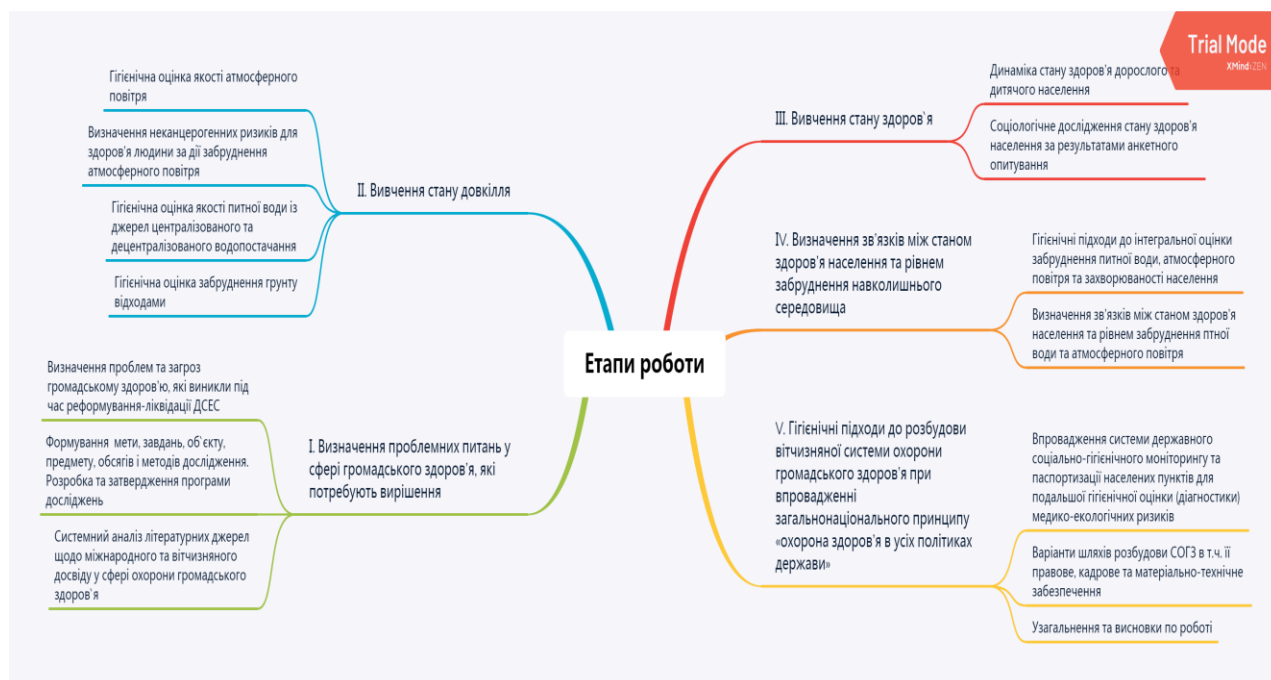 Trial Mode
XMind:ZEN
Етапи роботи
І. Визначення проблемних питань у
сфері громадського здоров'я, які
потребують вирішення
Визначення проблем та загроз
громадському здоров'ю, які виникли під
час реформування-ліквідації ДСЕС
Формування мети, завдань, об`єкту,
предмету, обсягів і методів дослідження.
Розробка та затвердження програми
досліджень
Системний аналіз літературних джерел
щодо міжнародного та вітчизняного
досвіду у сфері охорони громадського
здоров`я
ІІ. Вивчення стану довкілля
Гігієнічна оцінка якості атмосферного
повітря
Визначення неканцерогенних ризиків для
здоров'я людини за дії забруднення
атмосферного повітря
Гігієнічна оцінка якості питної води із
джерел централізованого та
децентралізованого водопостачання
Гігієнічна оцінка забруднення грунту
відходами
ІІІ. Вивчення стану здоров`я
Динаміка стану здоров'я дорослого та
дитячого населення
Соціологічне дослідження стану здоров'я
населення за результатами анкетного
опитування
IV. Визначення зв'язків між станом
здоров'я населення та рівнем
забруднення навколишнього
середовища
Гігієнічні підходи до інтегральної оцінки
забруднення питної води, атмосферного
повітря та захворюваності населення
Визначення зв'язків між станом здоров'я
населення та рівнем забруднення птної
води та атмосферного повітря
V. Гігієнічні підходи до розбудови
вітчизняної системи охорони
громадського здоров'я при
впровадженні
загальнонаціонального принципу
«охорона здоров'я в усіх політиках
держави»
Впровадження системи державного
соціально-гігієнічного моніторингу та
паспортизації населених пунктів для
подальшої гігієнічної оцінки (діагностики)
медико-екологічних ризиків
Варіанти шляхів розбудови СОГЗ в т.ч. її
правове, кадрове та матеріально-технічне
забезпечення
Узагальнення та висновки по роботі